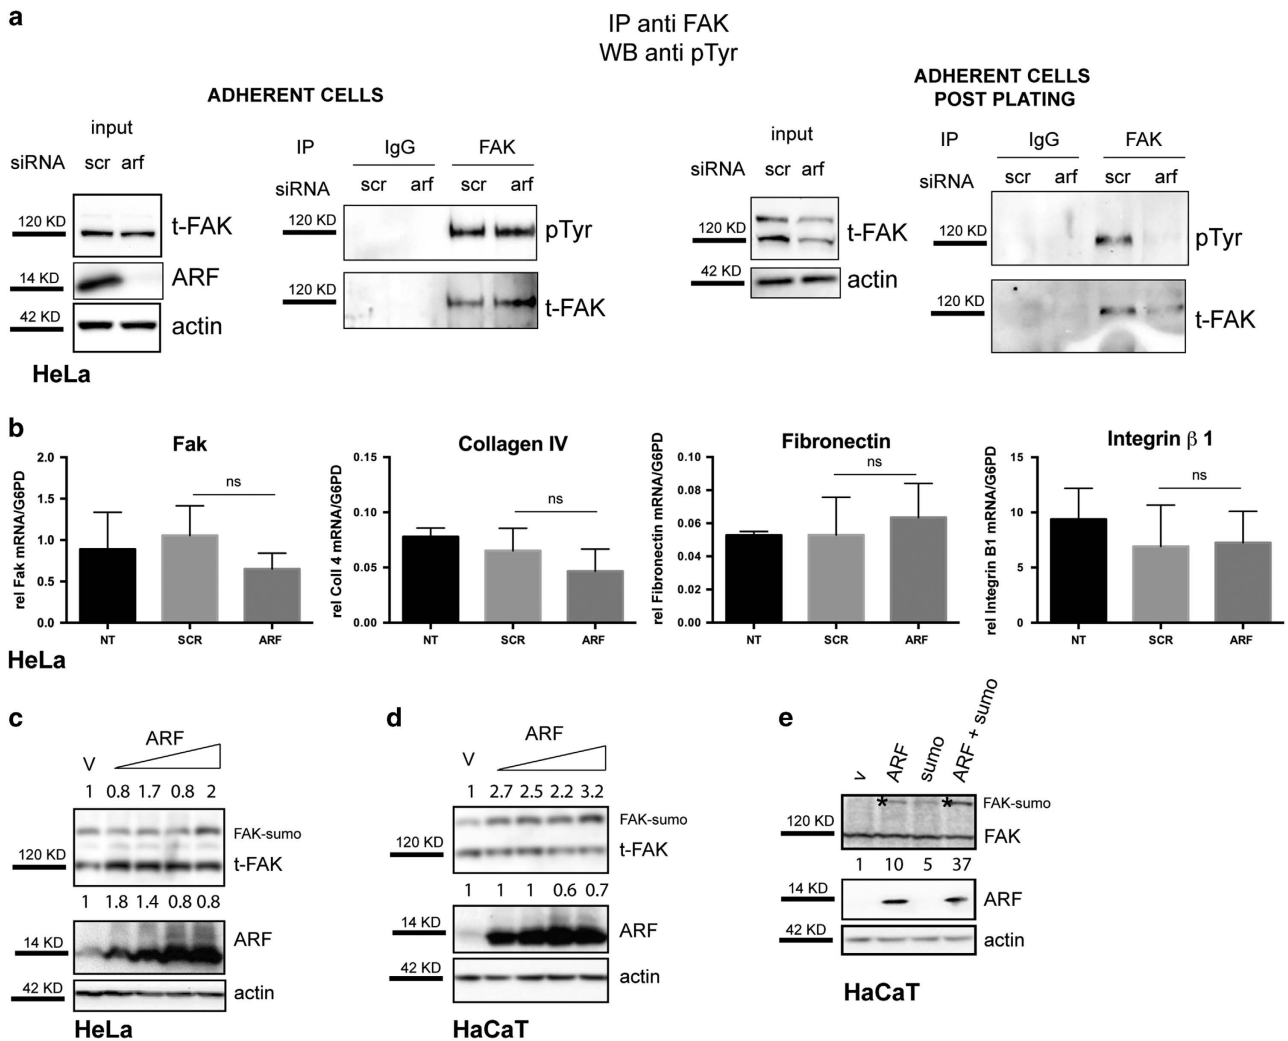 a
IP anti FAK
WB anti pTyr
ADHERENT CELLS
input
siRNA scr arf
120 KD t-FAK
14 KD ARF
42 KD actin
IP IgG FAK
siRNA scr arf scr arf
120 KD pTyr
120 KD t-FAK
HeLa
ADHERENT CELLS
POST PLATING
input
siRNA scr arf
120 KD t-FAK
42 KD actin
IP IgG FAK
siRNA scr arf scr arf
120 KD pTyr
120 KD t-FAK
b
Fak
rel Fak mRNA/G6PD
2.0
1.5
1.0
0.5
0.0
ns
NT SCR ARF
Collagen IV
rel Coll 4 mRNA/G6PD
0.15
0.10
0.05
0.00
ns
NT SCR ARF
Fibronectin
rel Fibronectin mRNA/G6PD
0.10
0.08
0.06
0.04
0.02
0.00
ns
NT SCR ARF
Integrin β 1
rel Integrin B1 mRNA/G6PD
15
10
5
0
ns
NT SCR ARF
HeLa
c
ARF
V
1 0.8 1.7 0.8 2
FAK-sumo
120 KD t-FAK
1 1.8 1.4 0.8 0.8
14 KD ARF
42 KD actin
HeLa
d
ARF
V
1 2.7 2.5 2.2 3.2
FAK-sumo
120 KD t-FAK
1 1 1 0.6 0.7
14 KD ARF
42 KD actin
HaCaT
e
v ARF sumo ARF + sumo
* * FAK-sumo
120 KD FAK
1 10 5 37
14 KD ARF
42 KD actin
HaCaT